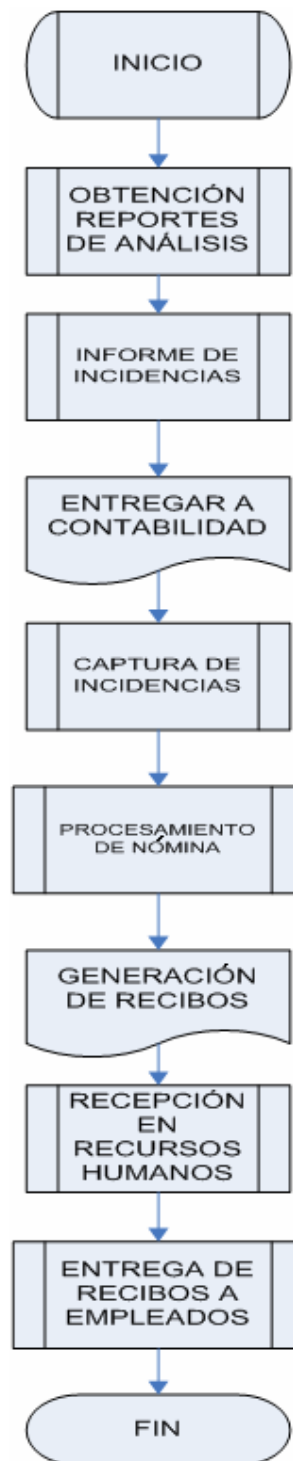 INICIO
OBTENCIÓN
REPORTES
DE ANÁLISIS
INFORME DE
INCIDENCIAS
ENTREGAR A
CONTABILIDAD
CAPTURA DE
INCIDENCIAS
PROCESAMIENTO
DE NÓMINA
GENERACIÓN
DE RECIBOS
RECEPCIÓN
EN
RECURSOS
HUMANOS
ENTREGA DE
RECIBOS A
EMPLEADOS
FIN